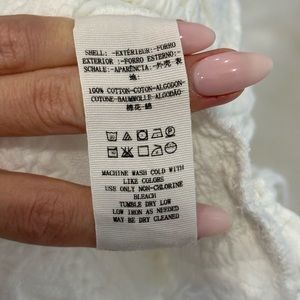 SHELL:-EXTÉRIEUR:-FORRO
EXTERIOR :-FORRO ESTERNO:-
SCHALE:-APARÊNCIA:-外壳 表
地
100% COTTON-COTON-ALGODON-
COTONE-BAUMWOLLE-ALGODÃO-
棉花 綿
MACHINE WASH COLD WITH
LIKE COLORS
USE ONLY NON-CHLORINE
BLEACH
TUMBLE DRY LOW
LOW IRON AS NEEDED
MAY BE DRY CLEANED